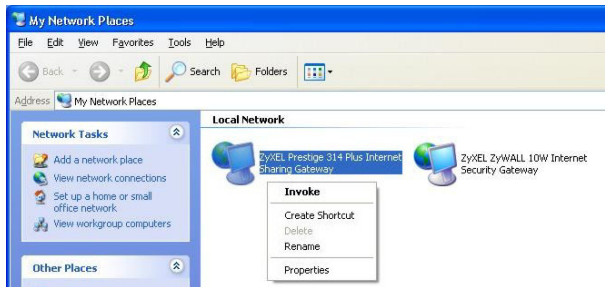 My Network Places
File Edit View Favorites Tools Help
Back Search Folders
Address My Network Places
Network Tasks
Add a network place
View network connections
Set up a home or small
office network
View workgroup computers
Other Places
Local Network
ZyXEL Prestige 314 Plus Internet
Sharing Gateway
ZyXEL ZyWALL 10W Internet
Security Gateway
Invoke
Create Shortcut
Delete
Rename
Properties